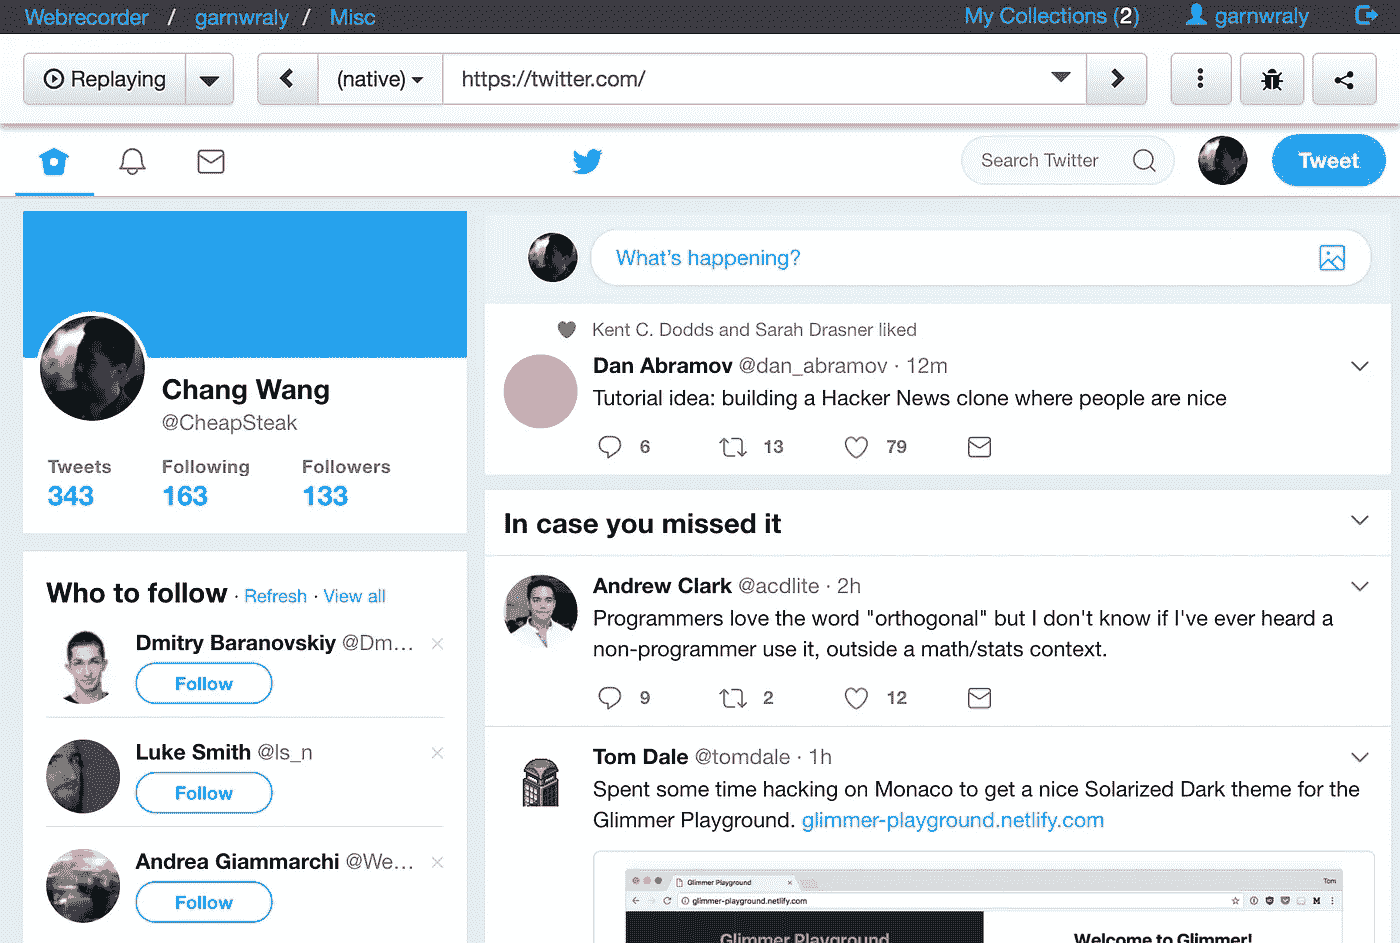 Webrecorder / garnwraly / Misc
My Collections (2) garnwraly
Replaying (native) https://twitter.com/
Search Twitter Tweet
What's happening?
Chang Wang
@CheapSteak
Tweets Following Followers
343 163 133
Who to follow · Refresh · View all
Dmitry Baranovskiy @Dm...
Follow
Luke Smith @ls_n
Follow
Andrea Giammarchi @We...
Follow
Kent C. Dodds and Sarah Drasner liked
Dan Abramov @dan_abramov · 12m
Tutorial idea: building a Hacker News clone where people are nice
6 13 79
In case you missed it
Andrew Clark @acdlite · 2h
Programmers love the word "orthogonal" but I don't know if I've ever heard a
non-programmer use it, outside a math/stats context.
9 2 12
Tom Dale @tomdale · 1h
Spent some time hacking on Monaco to get a nice Solarized Dark theme for the
Glimmer Playground. glimmer-playground.netlify.com
Glimmer Playground Tom
glimmer-playground.netlify.com
Glimmer Playground Welcome to Glimmer!